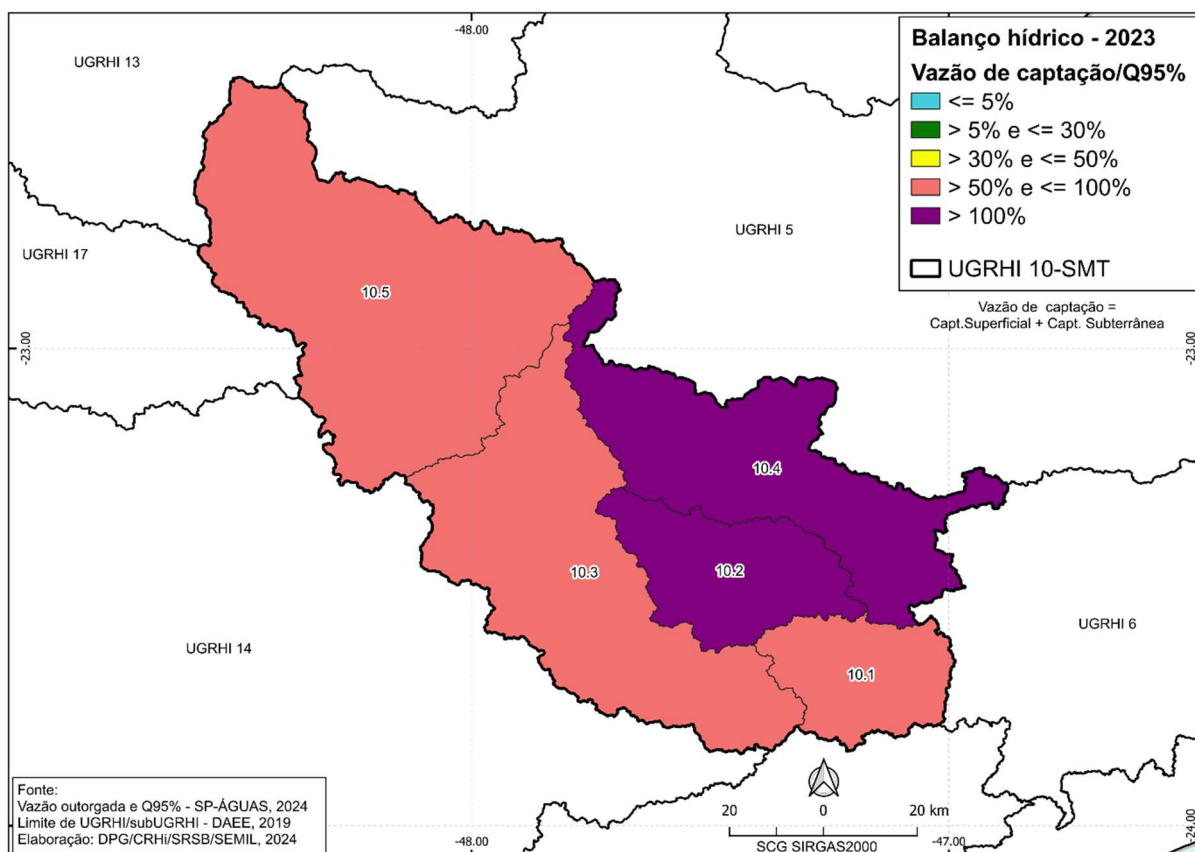 -48.00
UGRHI 13
Balanço hídrico - 2023
Vazão de captação/Q95%
<= 5%
> 5% e <= 30%
> 30% e <= 50%
> 50% e <= 100%
> 100%
UGRHI 10-SMT
Vazão de captação =
Capt.Superficial + Capt. Subterrânea
UGRHI 5
UGRHI 17
10.5
-23.00
-23.00
10.4
10.3
10.2
UGRHI 14
UGRHI 6
10.1
Fonte:
Vazão outorgada e Q95% - SP-ÁGUAS, 2024
Limite de UGRHI/subUGRHI - DAEE, 2019
Elaboração: DPG/CRHi/SRSB/SEMIL, 2024
20 0 20 km
SCG SIRGAS2000
-48.00
-47.00
-24.00